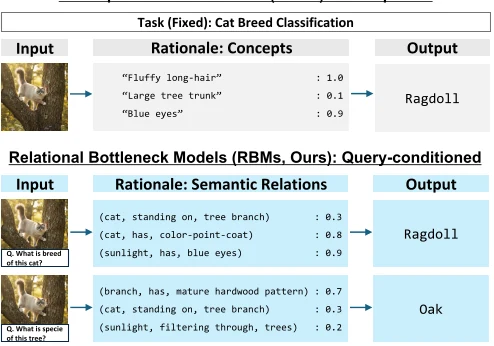 Task (Fixed): Cat Breed Classification
Input
Rationale: Concepts
Output
“Fluffy long-hair” : 1.0
“Large tree trunk” : 0.1
“Blue eyes” : 0.9
Ragdoll
Relational Bottleneck Models (RBMs, Ours): Query-conditioned
Input
Rationale: Semantic Relations
Output
(cat, standing on, tree branch) : 0.3
(cat, has, color-point-coat) : 0.8
(sunlight, has, blue eyes) : 0.9
Ragdoll
Q. What is breed
of this cat?
(branch, has, mature hardwood pattern) : 0.7
(cat, standing on, tree branch) : 0.3
(sunlight, filtering through, trees) : 0.2
Oak
Q. What is specie
of this tree?